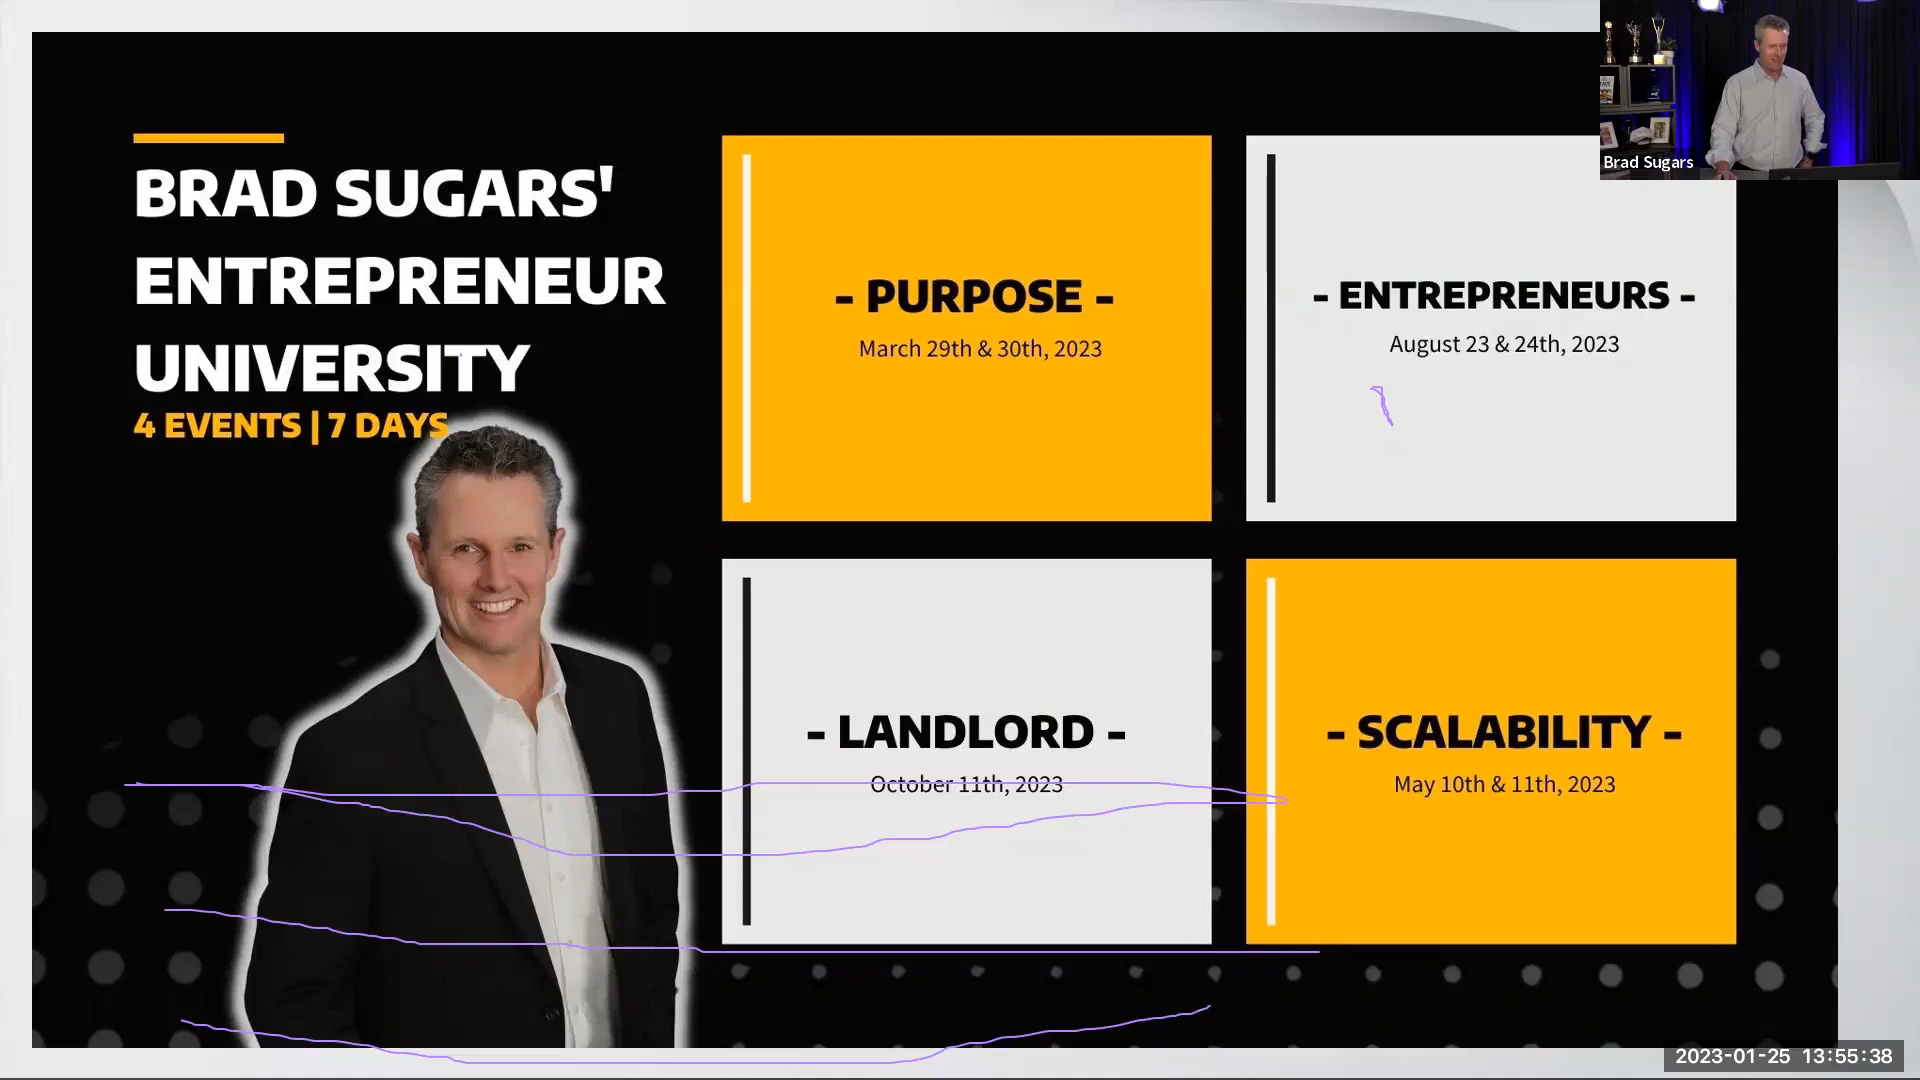 BRAD SUGARS'
ENTREPRENEUR
UNIVERSITY
4 EVENTS | 7 DAYS
- PURPOSE -
March 29th & 30th, 2023
- ENTREPRENEURS -
August 23 & 24th, 2023
- LANDLORD -
October 11th, 2023
- SCALABILITY -
May 10th & 11th, 2023
Brad Sugars
2023-01-25 13:55:38